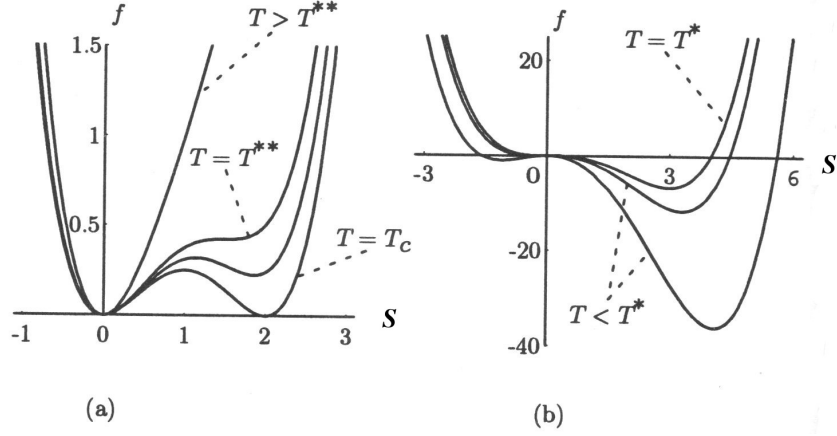 f
T > T**
1.5
1
T = T**
0.5
T = Tc
-1
0
1
2
3
S
(a)
f
T = T*
20
-3
0
3
6
S
-20
T < T*
-40
(b)